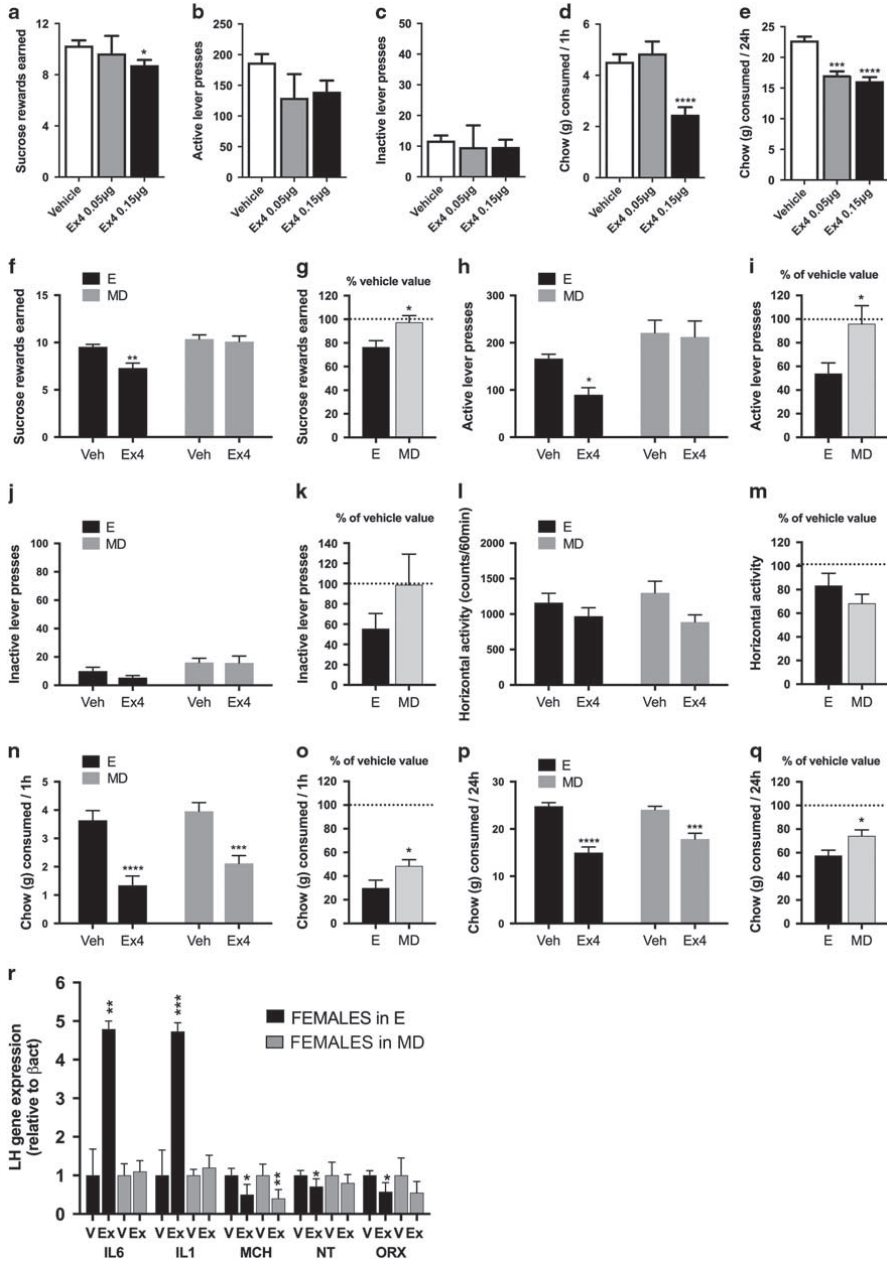 a
b
c
d
e
Sucrose rewards earned
12
10
8
6
4
2
0
*
Vehicle
Ex4 0.05µg
Ex4 0.15µg
Active lever presses
250
200
150
100
50
0
Vehicle
Ex4 0.05µg
Ex4 0.15µg
Inactive lever presses
50
40
30
20
10
0
Vehicle
Ex4 0.05µg
Ex4 0.15µg
Chow (g) consumed / 1h
6
4
2
0
****
Vehicle
Ex4 0.05µg
Ex4 0.15µg
Chow (g) consumed / 24h
25
20
15
10
5
0
***
****
Vehicle
Ex4 0.05µg
Ex4 0.15µg
f
E
MD
Sucrose rewards earned
15
10
5
0
**
Veh Ex4 Veh Ex4
g
% vehicle value
Sucrose rewards earned
120
100
80
60
40
20
0
*
E MD
h
E
MD
Active lever presses
300
200
100
0
*
Veh Ex4 Veh Ex4
i
% of vehicle value
Active lever presses
120
100
80
60
40
20
0
*
E MD
j
E
MD
Inactive lever presses
100
80
60
40
20
0
Veh Ex4 Veh Ex4
k
% of vehicle value
Inactive lever presses
150
100
50
0
E MD
l
E
MD
Horizontal activity (counts/60min)
2000
1500
1000
500
0
Veh Ex4 Veh Ex4
m
% of vehicle value
Horizontal activity
120
100
80
60
40
20
0
E MD
n
E
MD
Chow (g) consumed / 1h
5
4
3
2
1
0
****
***
Veh Ex4 Veh Ex4
o
% of vehicle value
Chow (g) consumed / 1h
120
100
80
60
40
20
0
*
E MD
p
E
MD
Chow (g) consumed / 24h
30
20
10
0
****
***
Veh Ex4 Veh Ex4
q
% of vehicle value
Chow (g) consumed / 24h
120
100
80
60
40
20
0
*
E MD
r
FEMALES in E
FEMALES in MD
LH gene expression
(relative to βact)
6
5
4
3
2
1
0
**
***
*
**
*
*
V Ex V Ex V Ex V Ex V Ex V Ex V Ex V Ex V Ex V Ex
IL6 IL1 MCH NT ORX